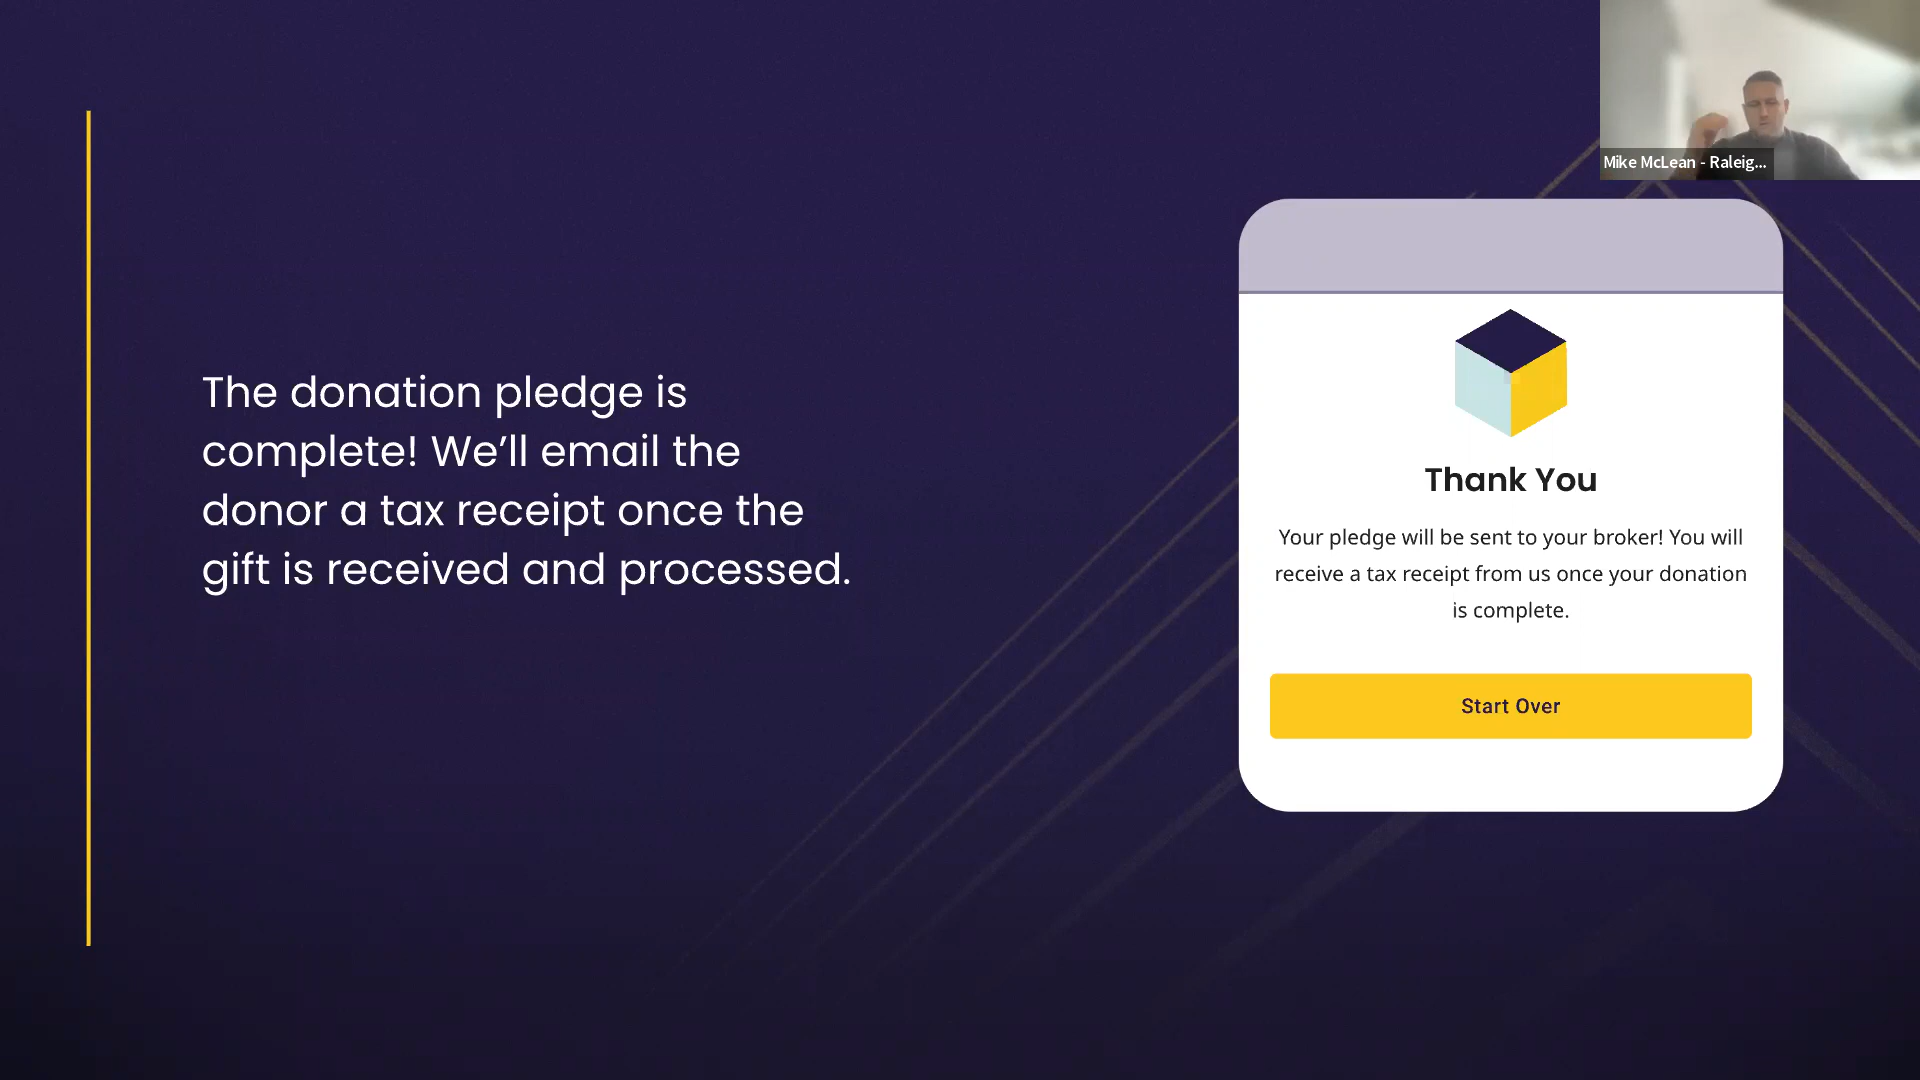 Mike McLean - Raleig...
The donation pledge is
complete! We’ll email the
donor a tax receipt once the
gift is received and processed.
Thank You
Your pledge will be sent to your broker! You will
receive a tax receipt from us once your donation
is complete.
Start Over